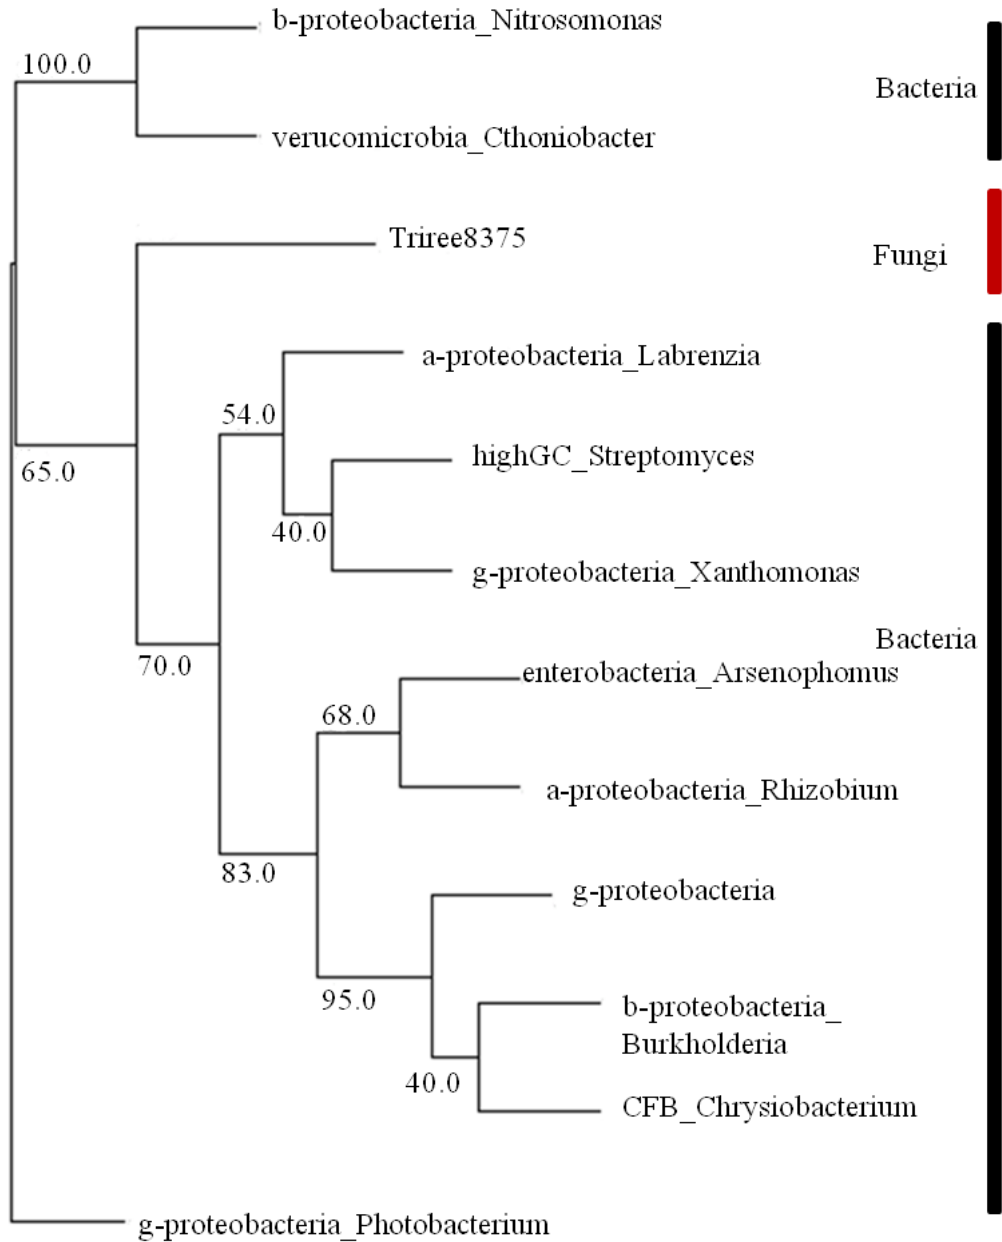 b-proteobacteria_Nitrosomonas
100.0
Bacteria
verucomicrobia_Cthoniobacter
Triree8375
Fungi
a-proteobacteria_Labrenzia
54.0
highGC_Streptomyces
65.0
40.0
g-proteobacteria_Xanthomonas
Bacteria
70.0
enterobacteria_Arsenophomus
68.0
a-proteobacteria_Rhizobium
83.0
g-proteobacteria
95.0
b-proteobacteria_
Burkholderia
40.0
CFB_Chrysiobacterium
g-proteobacteria_Photobacterium